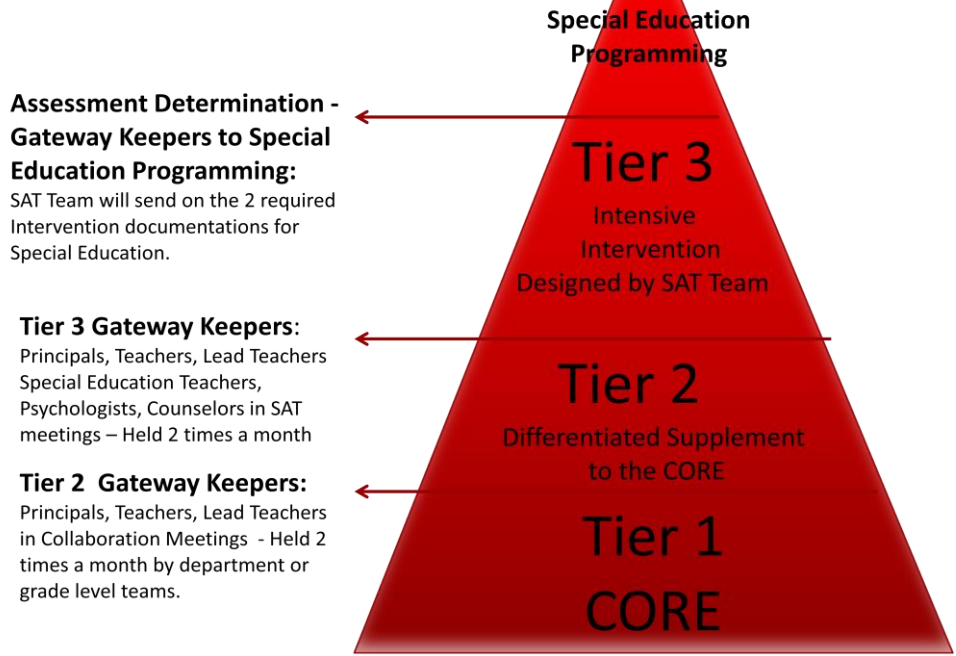 Special Education
Programming
Assessment Determination -
Gateway Keepers to Special
Education Programming:
SAT Team will send on the 2 required
Intervention documentations for
Special Education.
Tier 3
Intensive
Intervention
Designed by SAT Team
Tier 3 Gateway Keepers:
Principals, Teachers, Lead Teachers
Special Education Teachers,
Psychologists, Counselors in SAT
meetings – Held 2 times a month
Tier 2
Differentiated Supplement
to the CORE
Tier 2  Gateway Keepers:
Principals, Teachers, Lead Teachers
in Collaboration Meetings  - Held 2
times a month by department or
grade level teams.
Tier 1
CORE